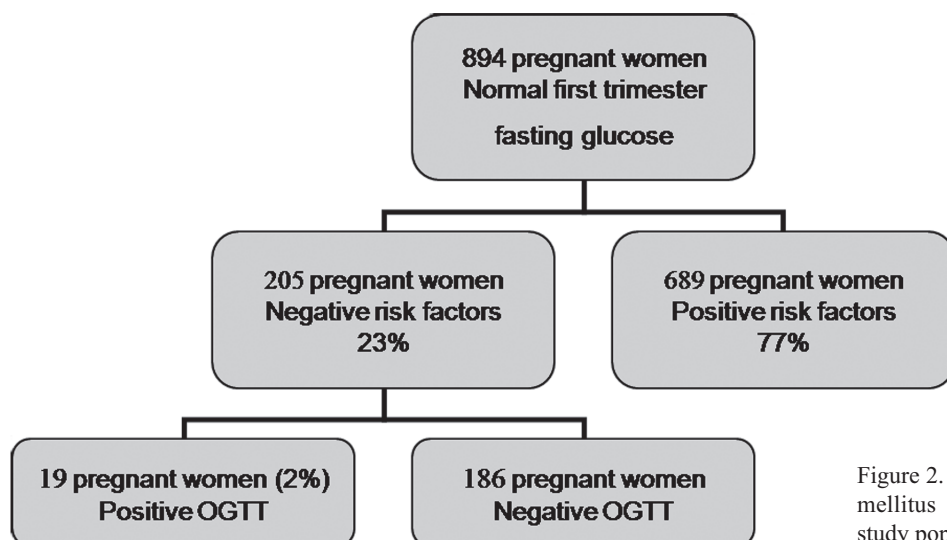 894 pregnant women
Normal first trimester
fasting glucose
205 pregnant women
Negative risk factors
23%
689 pregnant women
Positive risk factors
77%
19 pregnant women (2%)
Positive OGTT
186 pregnant women
Negative OGTT
Figure 2.
mellitus
study